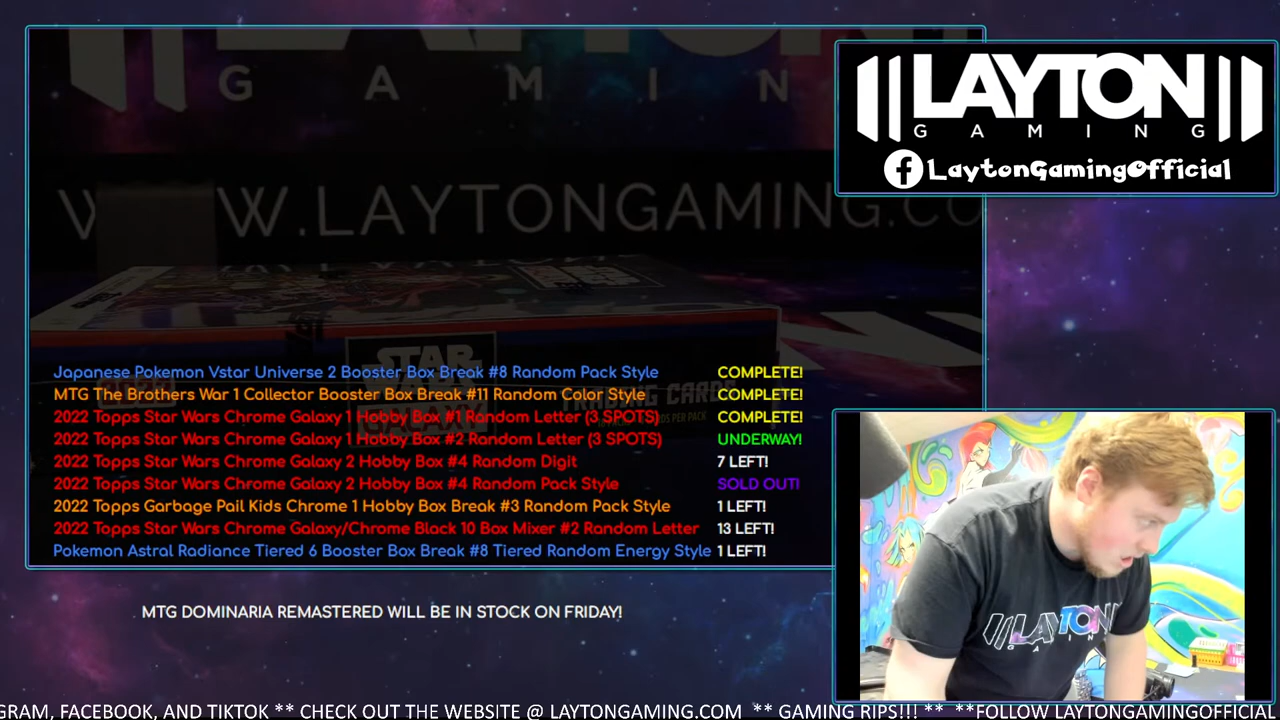 LAYTON
GAMING
LaytonGamingOfficial
LAYTON
G A M I N
WWW.LAYTONGAMING.CO
STAR WARS
TRADING CARDS
Japanese Pokemon Vstar Universe 2 Booster Box Break #8 Random Pack Style COMPLETE!
MTG The Brothers War 1 Collector Booster Box Break #11 Random Color Style COMPLETE!
2022 Topps Star Wars Chrome Galaxy 1 Hobby Box #1 Random Letter (3 SPOTS) COMPLETE!
2022 Topps Star Wars Chrome Galaxy 1 Hobby Box #2 Random Letter (3 SPOTS) UNDERWAY!
2022 Topps Star Wars Chrome Galaxy 2 Hobby Box #4 Random Digit 7 LEFT!
2022 Topps Star Wars Chrome Galaxy 2 Hobby Box #4 Random Pack Style SOLD OUT!
2022 Topps Garbage Pail Kids Chrome 1 Hobby Box Break #3 Random Pack Style 1 LEFT!
2022 Topps Star Wars Chrome Galaxy/Chrome Black 10 Box Mixer #2 Random Letter 13 LEFT!
Pokemon Astral Radiance Tiered 6 Booster Box Break #8 Tiered Random Energy Style 1 LEFT!
MTG DOMINARIA REMASTERED WILL BE IN STOCK ON FRIDAY!
LAYTON
GAMIN
GRAM, FACEBOOK, AND TIKTOK ** CHECK OUT THE WEBSITE @ LAYTONGAMING.COM ** GAMING RIPS!!! ** **FOLLOW LAYTONGAMINGOFFICIAL